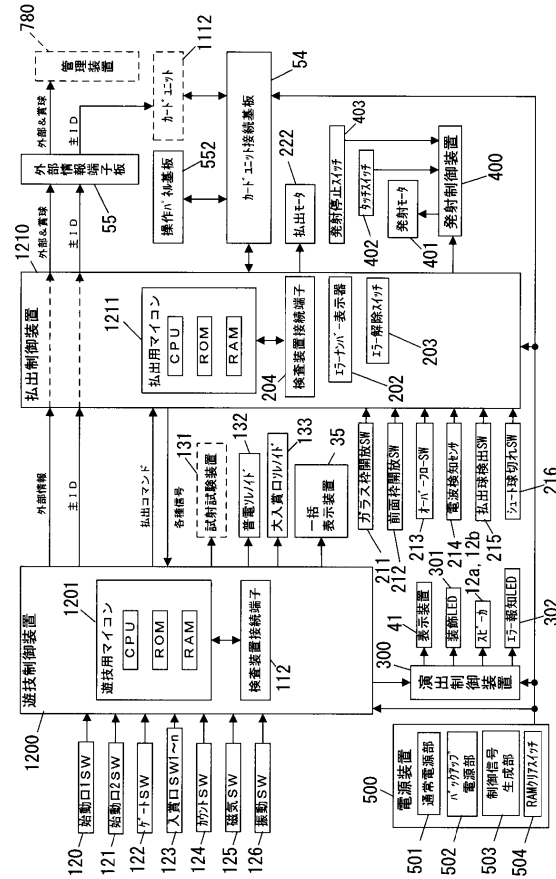 遊技制御装置
1200
遊技用マイコン
1201
CPU
ROM
RAM
検査装置接続端子
112
120
始動口1SW
121
始動口2SW
122
ゲートSW
123
入賞口SW1~n
124
カウントSW
125
磁気SW
126
振動SW
外部情報
主ID
払出コマンド
各種信号
131
試射試験装置
132
普電ソレノイド
133
大入賞口ソレノイド
35
一括
表示装置
払出制御装置
1210
払出用マイコン
1211
CPU
ROM
RAM
検査装置接続端子
204
エラーナンバー表示器
202
エラー解除スイッチ
203
211
ガラス枠開放SW
212
前面枠開放SW
213
オーバーフローSW
214
電波検知センサ
215
払出球検出SW
216
シュート球切れSW
外部&賞球
主ID
外部情報端子板
55
外部&賞球
主ID
管理装置
780
カードユニット
1112
操作パネル基板
552
カードユニット接続基板
54
払出モータ
222
発射停止スイッチ
403
タッチスイッチ
402
発射モータ
401
発射制御装置
400
演出制御装置
300
表示装置
41
装飾LED
301
スピーカ
12a, 12b
エラー報知LED
302
電源装置
500
通常電源部
501
バックアップ
電源部
502
制御信号
生成部
503
RAMクリアスイッチ
504